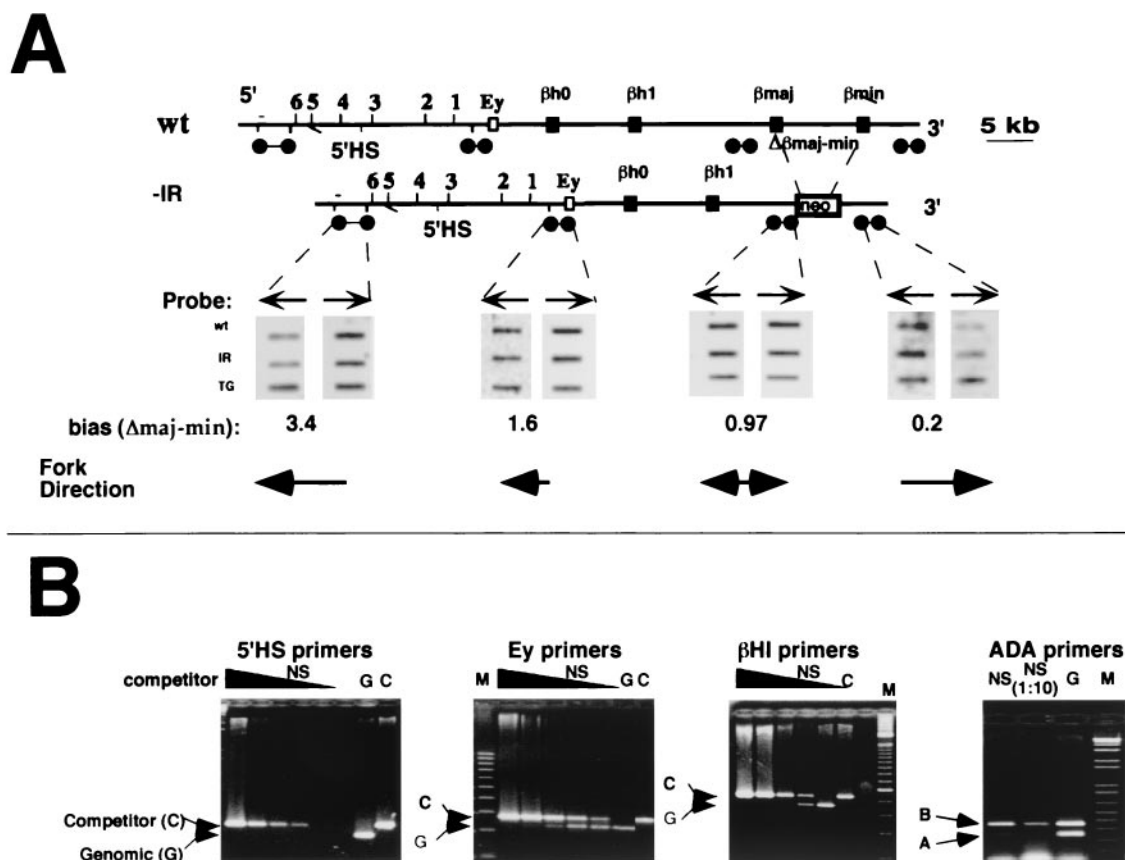 A
5' 6 5 4 3 2 1 Ey βh0 βh1 βmaj βmin
wt 5'HS Δβmaj-min 3' 5 kb
-IR 6 5 4 3 2 1 Ey βh0 βh1 neo 3'
5'HS
Probe:
wt
IR
TG
bias (Δmaj-min): 3.4 1.6 0.97 0.2
Fork
Direction
B
5'HS primers Ey primers βHI primers ADA primers
competitor NS G C M NS G C NS C M NS NS (1:10) G M
Competitor (C)
Genomic (G)
C
G
C
G
B
A